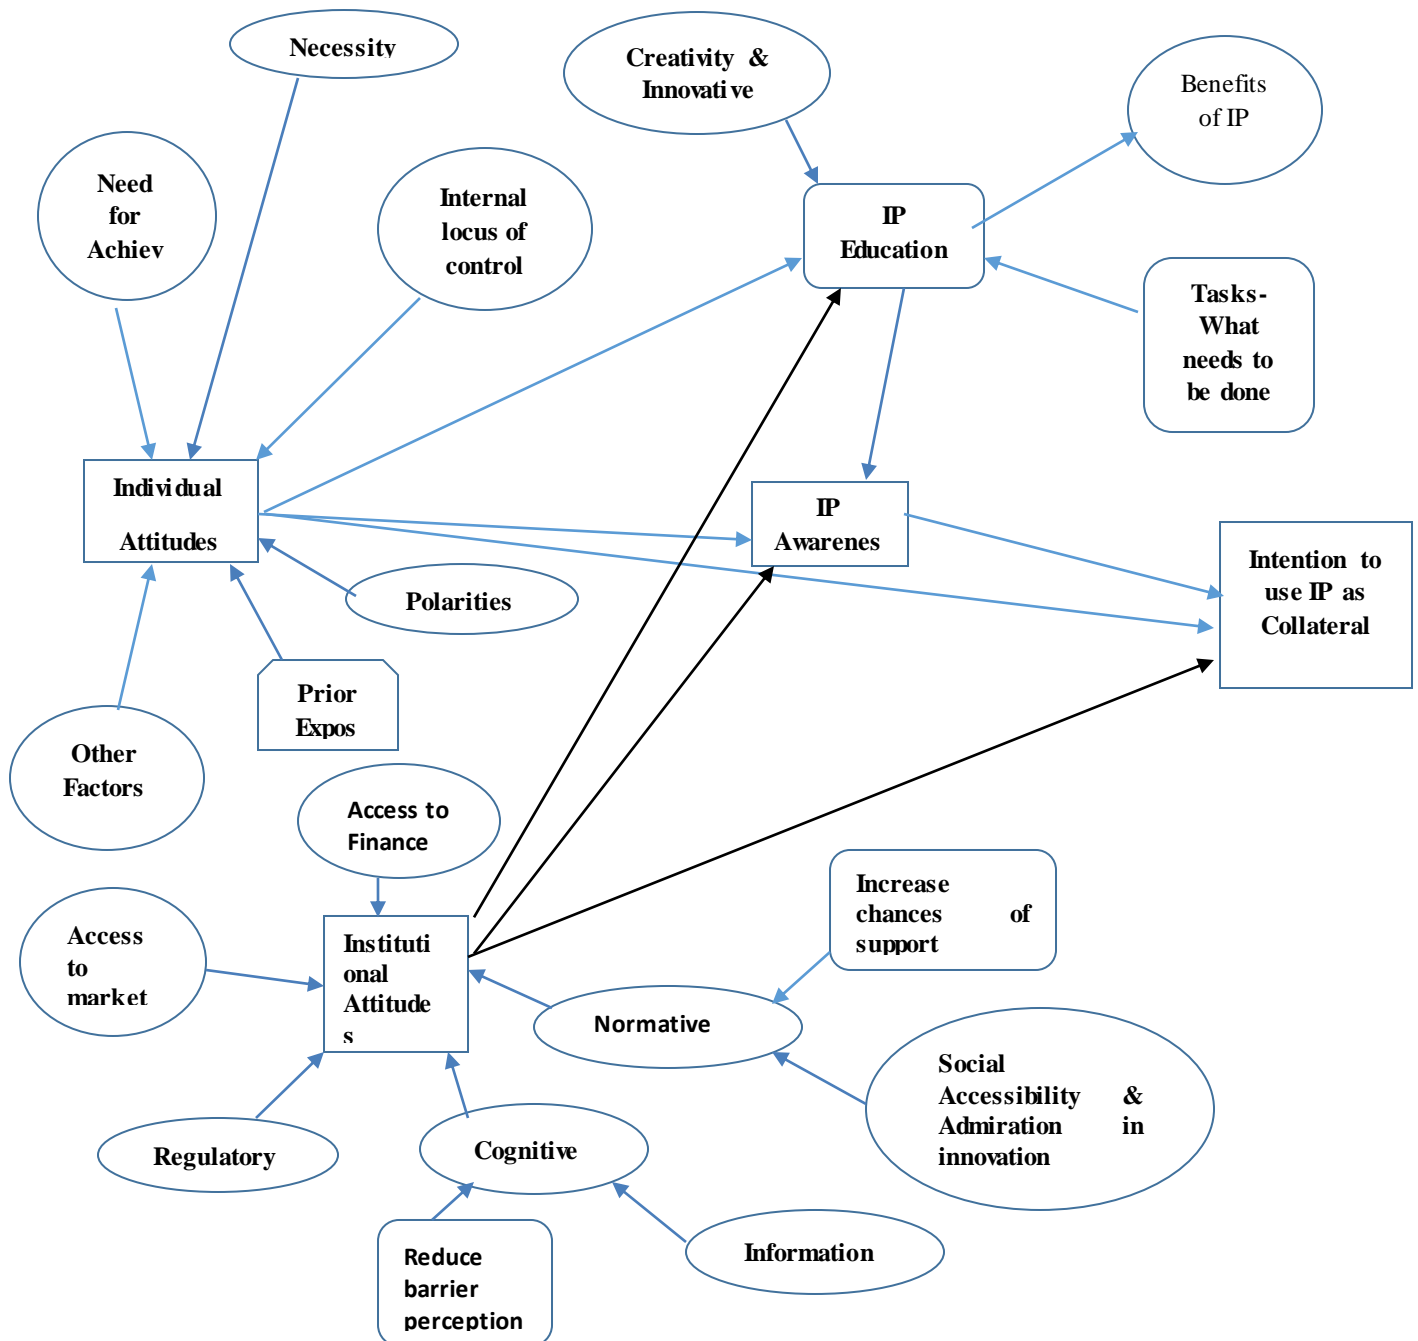 Necessity
Creativity &
Innovative
Benefits
of IP
Need
for
Achiev
Internal
locus of
control
IP
Education
Tasks-
What
needs to
be done
Individual
Attitudes
IP
Awarenes
Intention to
use IP as
Collateral
Polarities
Prior
Expos
Other
Factors
Access to
Finance
Increase
chances of
support
Access
to
market
Instituti
onal
Attitude
s
Normative
Social
Accessibility &
Admiration in
innovation
Regulatory
Cognitive
Reduce
barrier
perception
Information